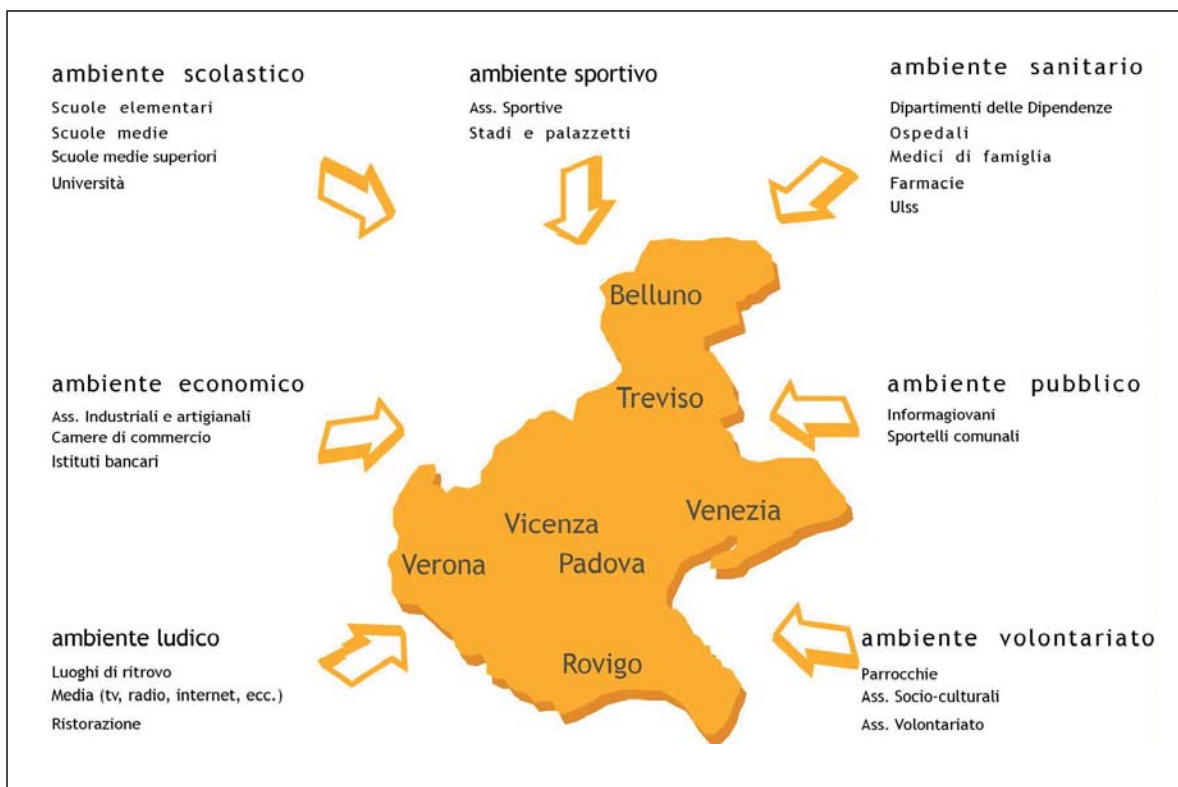 ambiente scolastico
Scuole elementari
Scuole medie
Scuole medie superiori
Università
ambiente sportivo
Ass. Sportive
Stadi e palazzetti
ambiente sanitario
Dipartimenti delle Dipendenze
Ospedali
Medici di famiglia
Farmacie
Ulss
Belluno
Treviso
Venezia
Vicenza
Verona
Padova
Rovigo
ambiente economico
Ass. Industriali e artigianali
Camere di commercio
Istituti bancari
ambiente pubblico
Informagiovani
Sportelli comunali
ambiente ludico
Luoghi di ritrovo
Media (tv, radio, internet, ecc.)
Ristorazione
ambiente volontariato
Parrocchie
Ass. Socio-culturali
Ass. Volontariato